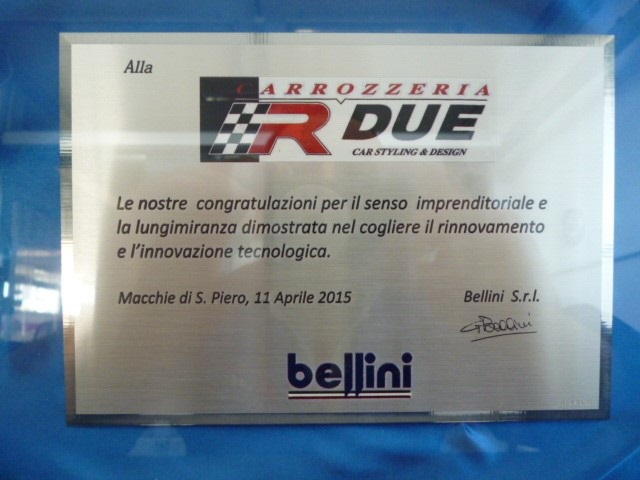 Alla
CARROZZERIA
R DUE
CAR STYLING & DESIGN
Le nostre congratulazioni per il senso imprenditoriale e
la lungimiranza dimostrata nel cogliere il rinnovamento
e l'innovazione tecnologica.
Macchie di S. Piero, 11 Aprile 2015 Bellini S.r.l.
G Bellini
bellini